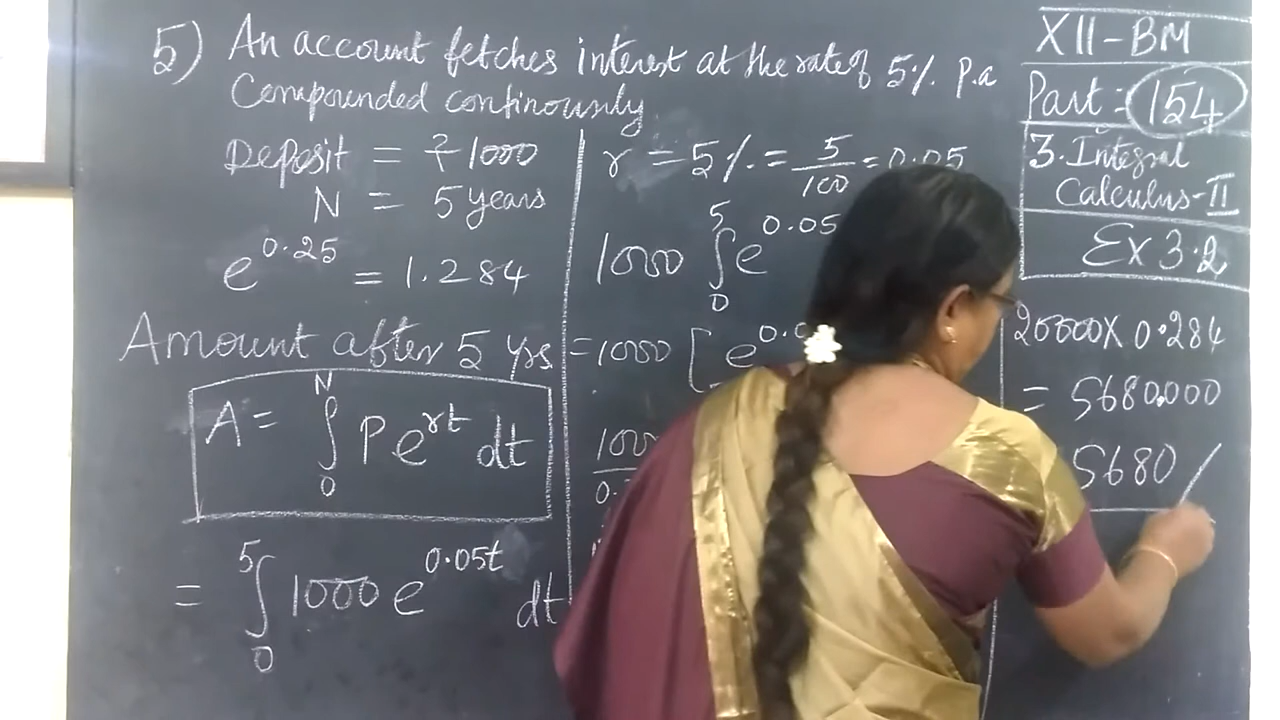 5) An account fetches interest at the rate of 5% P.a
Compounded continously
Deposit = ₹1000
N = 5 years
e^0.25 = 1.284
Amount after 5 yrs
A = ∫₀^N P e^rt dt
= ∫₀^5 1000 e^0.05t dt
r = 5% = 5/100 = 0.05
1000 ∫₀^5 e^0.05
= 1000 [ e^0.0
1000
0.
XII-BM
Part: 154
3. Integral
Calculus-II
Ex 3.2
20000 X 0.284
= 5680.000
5680